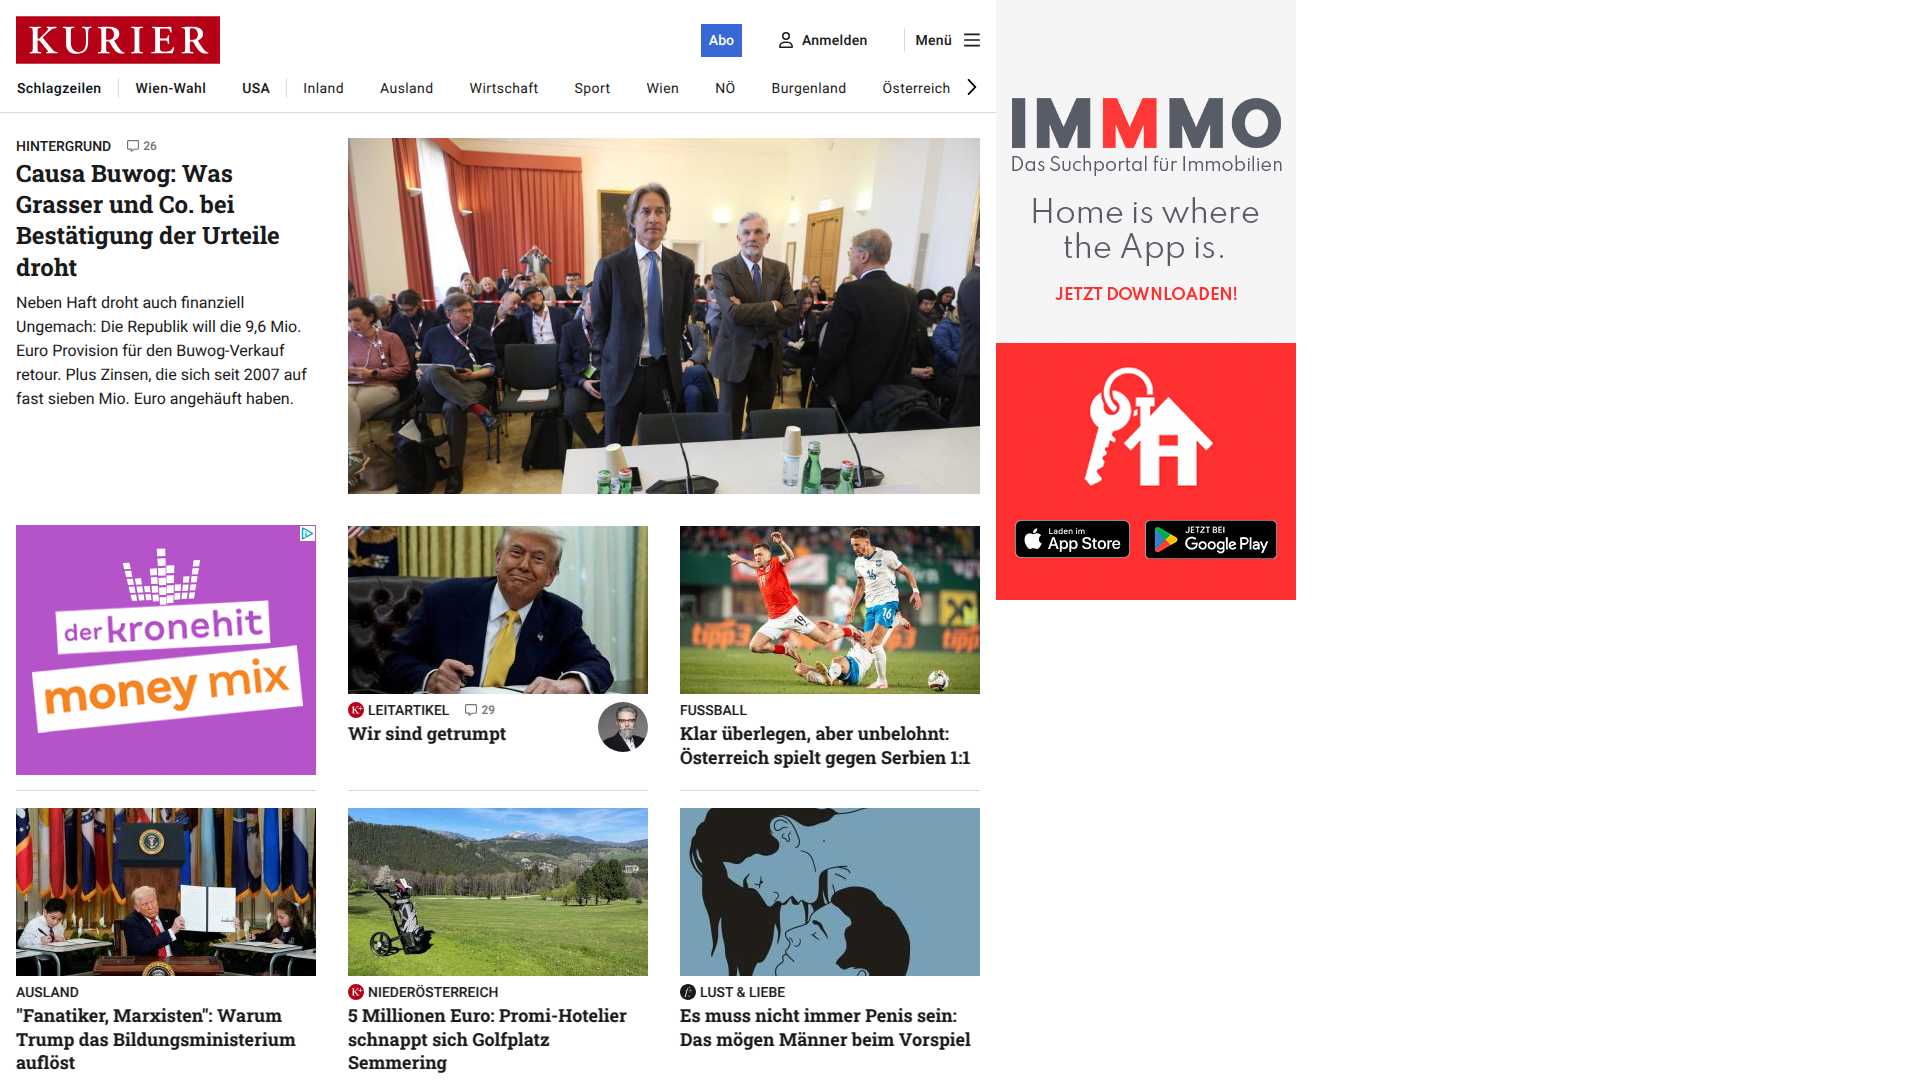 KURIER
Abo
Anmelden
Menü
Schlagzeilen
Wien-Wahl
USA
Inland
Ausland
Wirtschaft
Sport
Wien
NÖ
Burgenland
Österreich
HINTERGRUND 26
Causa Buwog: Was
Grasser und Co. bei
Bestätigung der Urteile
droht
Neben Haft droht auch finanziell
Ungemach: Die Republik will die 9,6 Mio.
Euro Provision für den Buwog-Verkauf
retour. Plus Zinsen, die sich seit 2007 auf
fast sieben Mio. Euro angehäuft haben.
IMMMO
Das Suchportal für Immobilien
Home is where
the App is.
JETZT DOWNLOADEN!
Laden im
App Store
JETZT BEI
Google Play
der kronehit
money mix
LEITARTIKEL 29
Wir sind getrumpt
19
16
16
tipp3
tipp
FUSSBALL
Klar überlegen, aber unbelohnt:
Österreich spielt gegen Serbien 1:1
AUSLAND
"Fanatiker, Marxisten": Warum
Trump das Bildungsministerium
auflöst
K+ NIEDERÖSTERREICH
5 Millionen Euro: Promi-Hotelier
schnappt sich Golfplatz
Semmering
LUST & LIEBE
Es muss nicht immer Penis sein:
Das mögen Männer beim Vorspiel